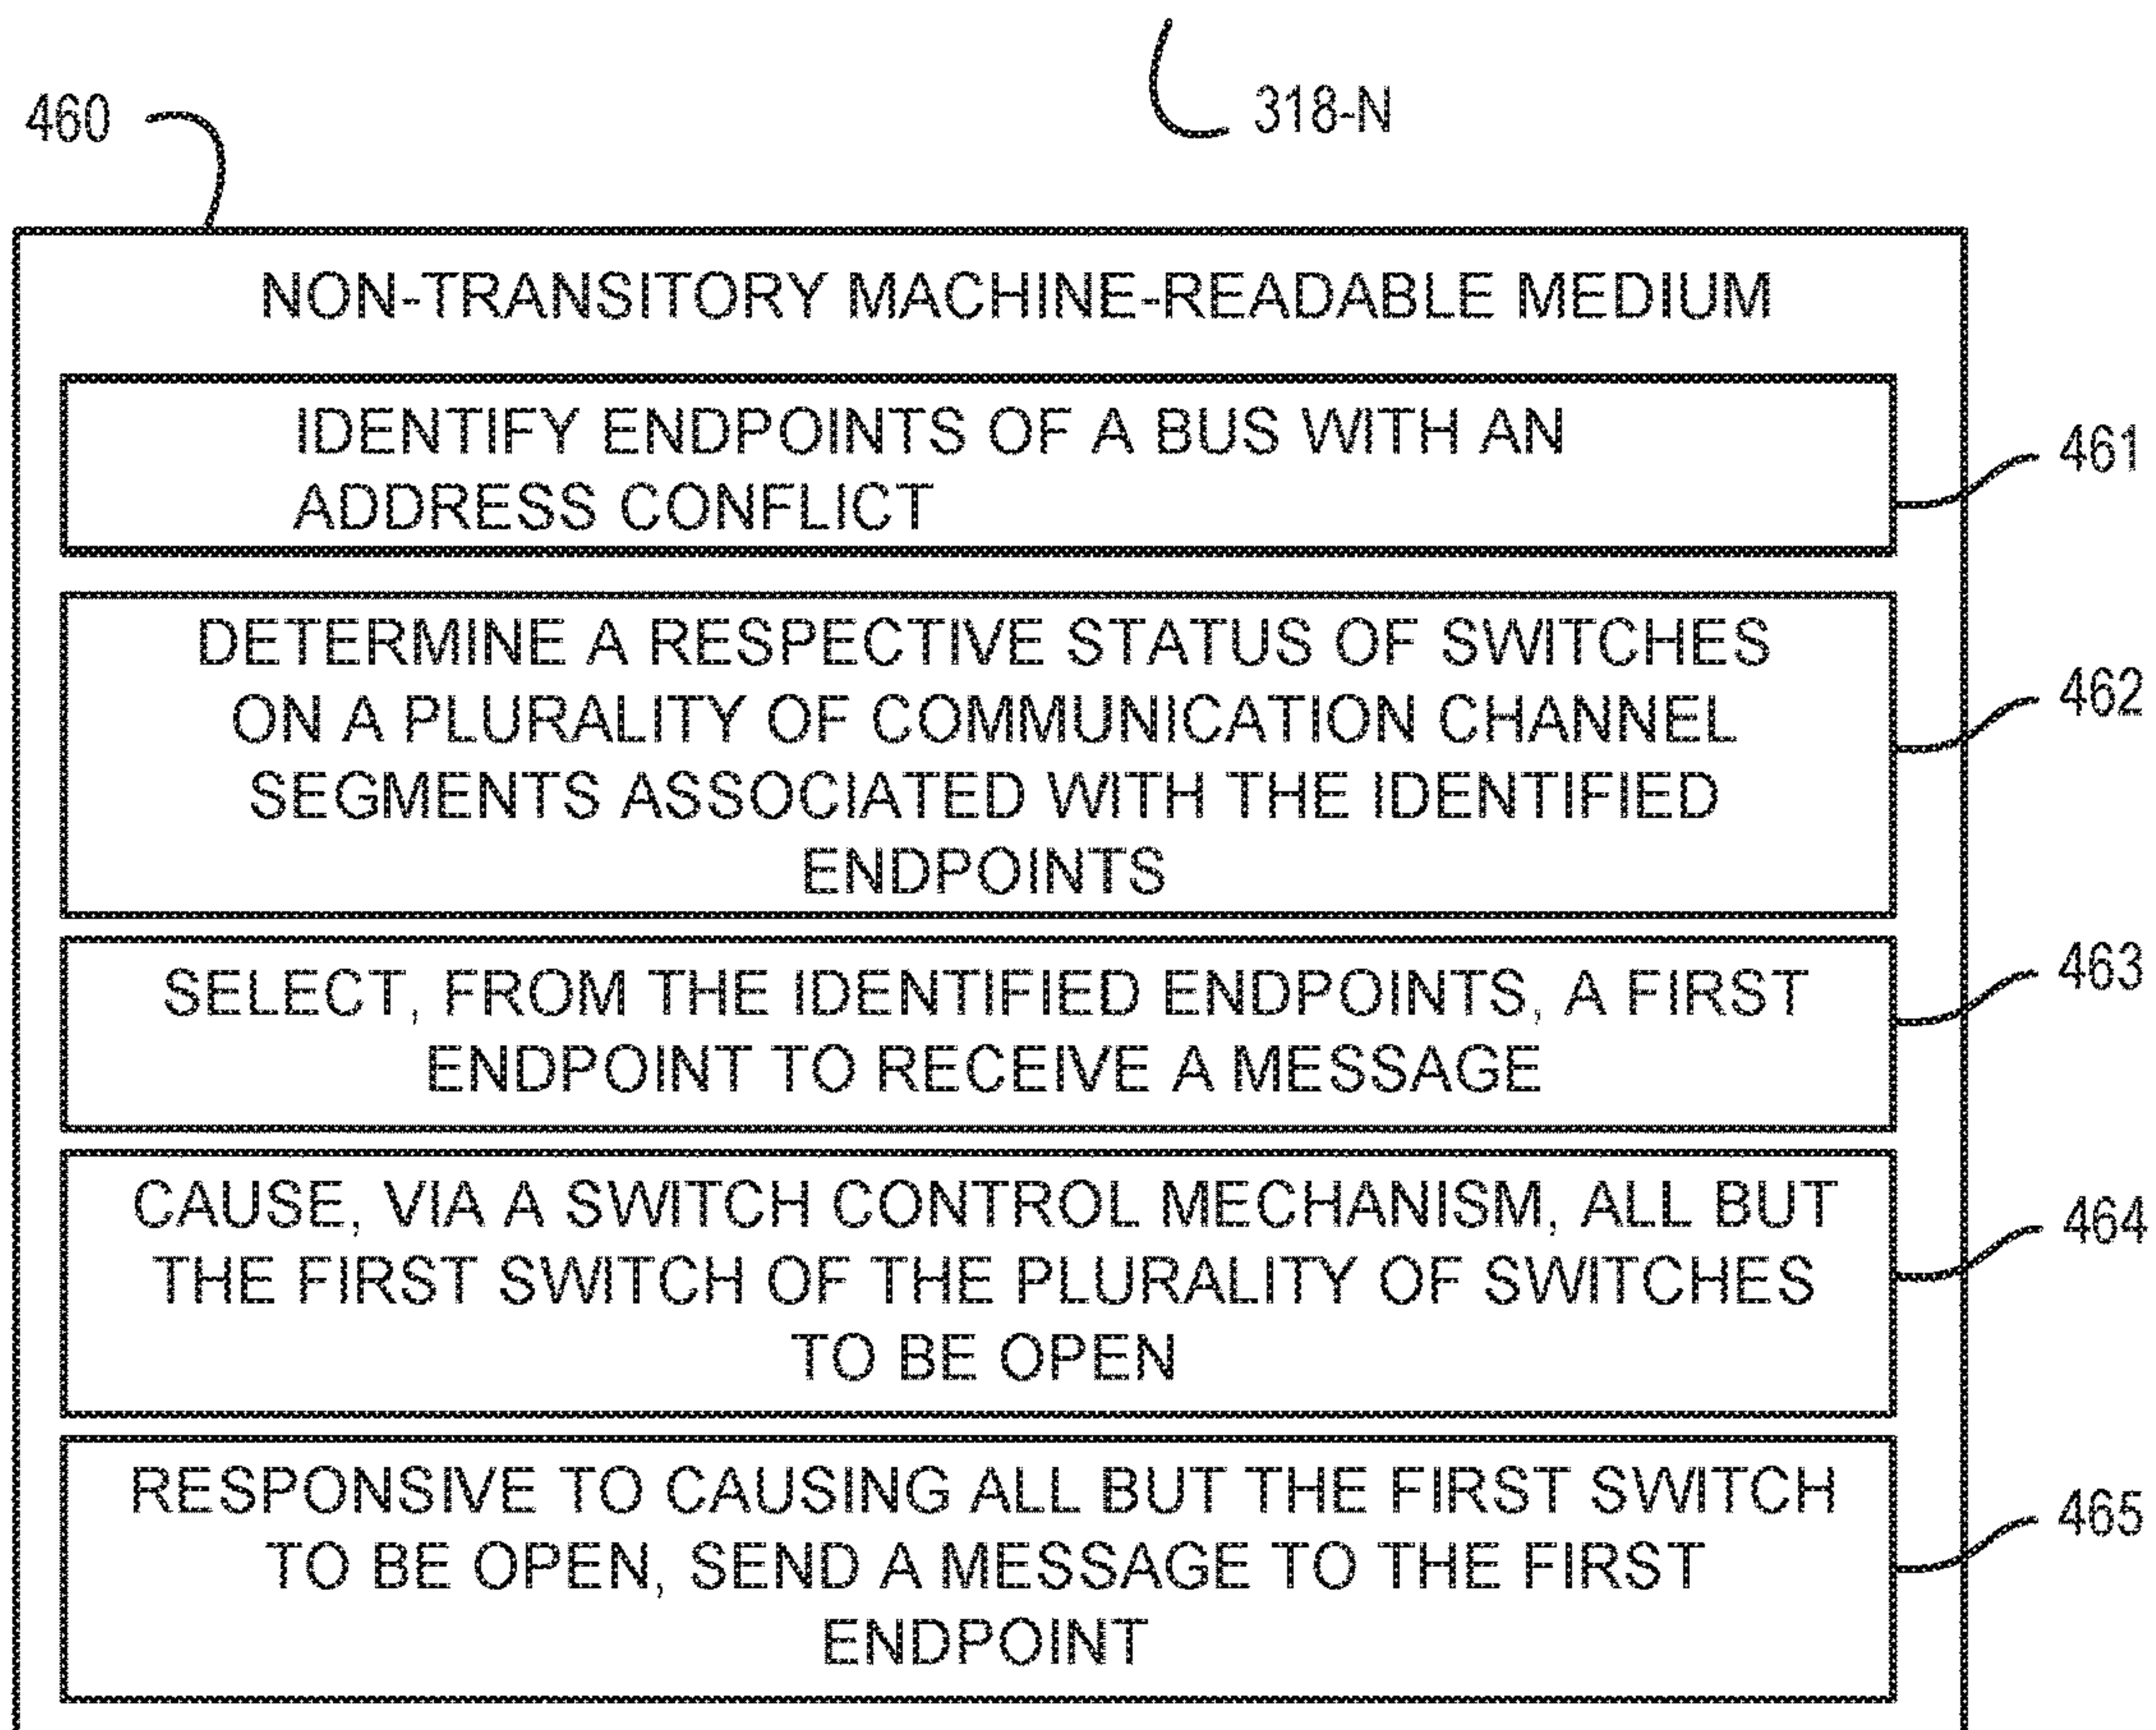 318-N
460
NON-TRANSITORY MACHINE-READABLE MEDIUM
IDENTIFY ENDPOINTS OF A BUS WITH AN
ADDRESS CONFLICT
461
DETERMINE A RESPECTIVE STATUS OF SWITCHES
ON A PLURALITY OF COMMUNICATION CHANNEL
SEGMENTS ASSOCIATED WITH THE IDENTIFIED
ENDPOINTS
462
SELECT, FROM THE IDENTIFIED ENDPOINTS, A FIRST
ENDPOINT TO RECEIVE A MESSAGE
463
CAUSE, VIA A SWITCH CONTROL MECHANISM, ALL BUT
THE FIRST SWITCH OF THE PLURALITY OF SWITCHES
TO BE OPEN
464
RESPONSIVE TO CAUSING ALL BUT THE FIRST SWITCH
TO BE OPEN, SEND A MESSAGE TO THE FIRST
ENDPOINT
465